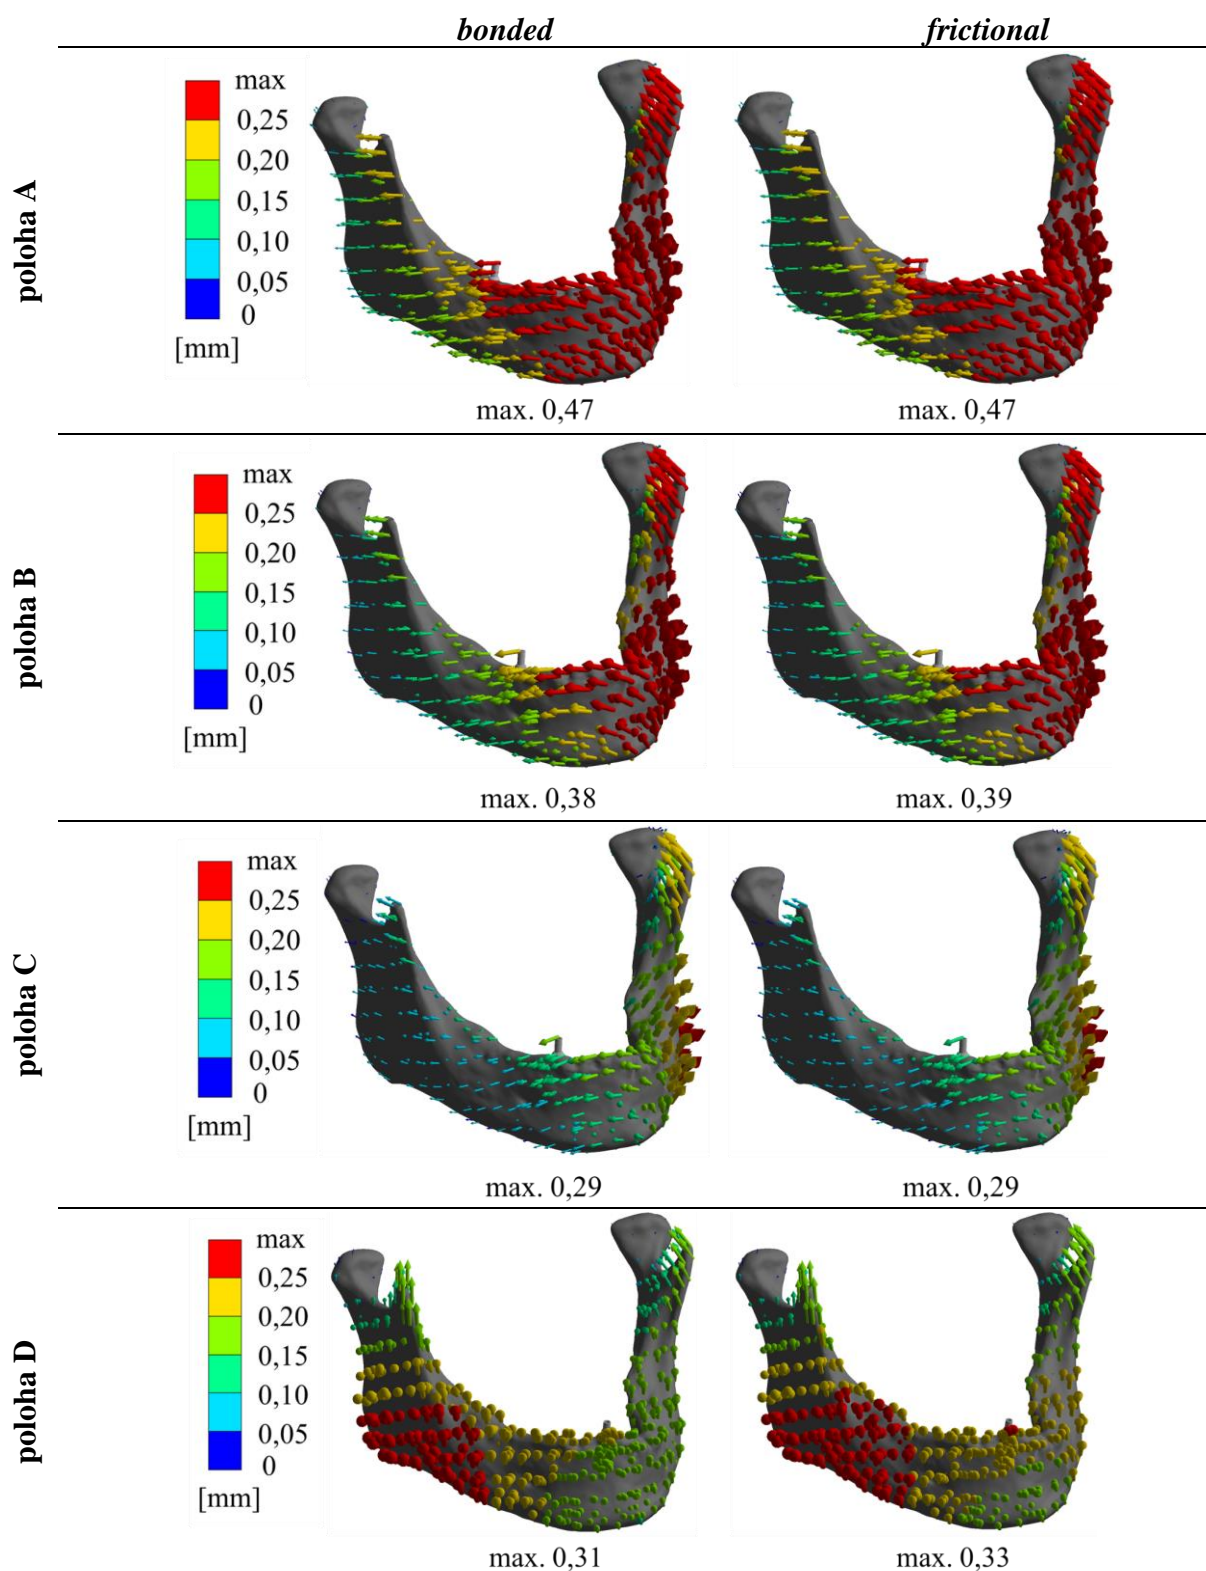 bonded frictional
poloha A
max
0,25
0,20
0,15
0,10
0,05
0
[mm]
max. 0,47 max. 0,47
poloha B
max
0,25
0,20
0,15
0,10
0,05
0
[mm]
max. 0,38 max. 0,39
poloha C
max
0,25
0,20
0,15
0,10
0,05
0
[mm]
max. 0,29 max. 0,29
poloha D
max
0,25
0,20
0,15
0,10
0,05
0
[mm]
max. 0,31 max. 0,33